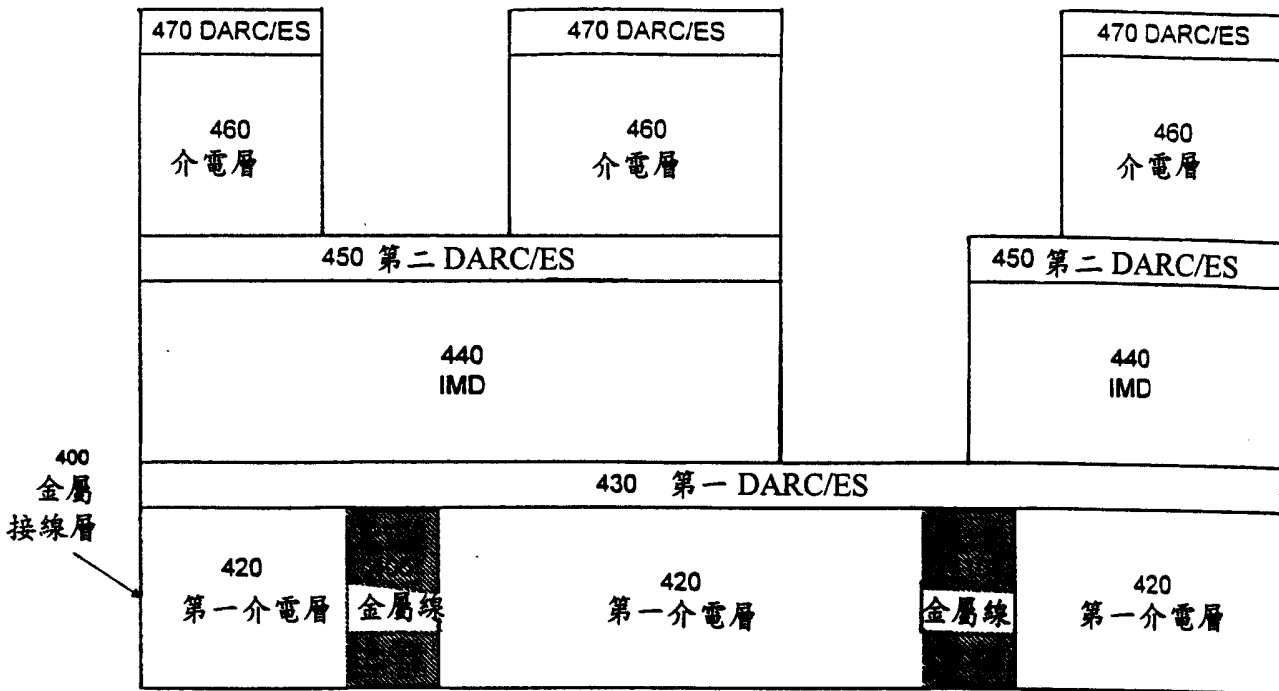 470 DARC/ES
470 DARC/ES
470 DARC/ES
460
介電層
460
介電層
460
介電層
450 第二 DARC/ES
450 第二 DARC/ES
440
IMD
440
IMD
400
金屬
接線層
430 第一 DARC/ES
420
第一介電層
金屬線
420
第一介電層
金屬線
420
第一介電層